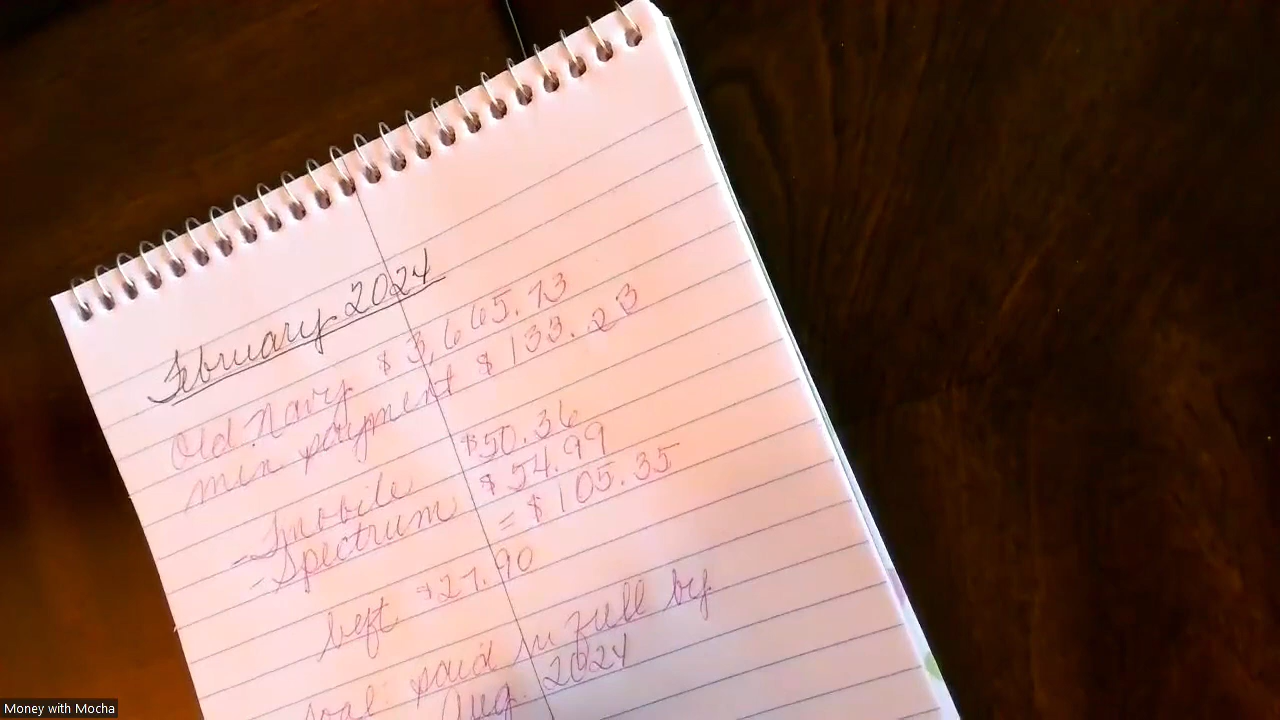 February 2024
Old Navy $3,665.73
min payment $133.23
- Tmobile $50.36
- Spectrum $54.99
= $105.35
left $27.90
Goal: paid in full by
Aug. 2024
Money with Mocha